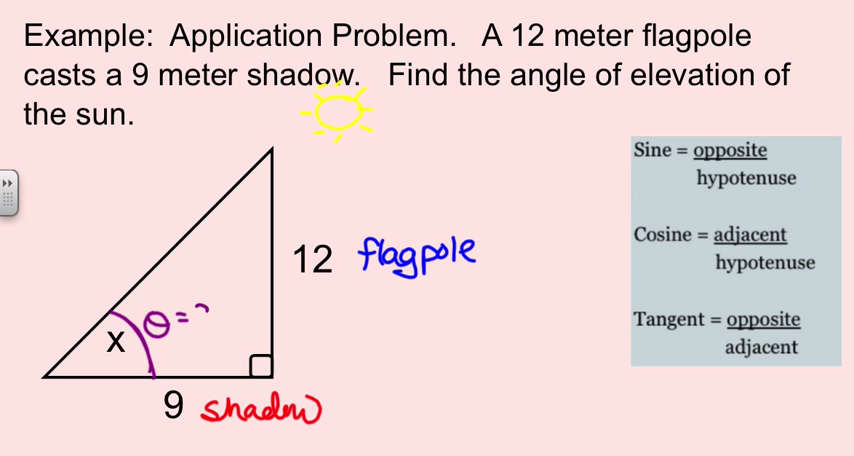 Example: Application Problem. A 12 meter flagpole
casts a 9 meter shadow. Find the angle of elevation of
the sun.
Sine = opposite
hypotenuse
Cosine = adjacent
hypotenuse
Tangent = opposite
adjacent
12 flagpole
x θ = ?
9 shadow